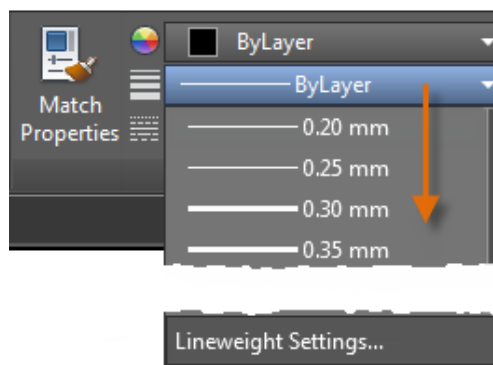 ByLayer
Match
Properties
ByLayer
0.20 mm
0.25 mm
0.30 mm
0.35 mm
Lineweight Settings...